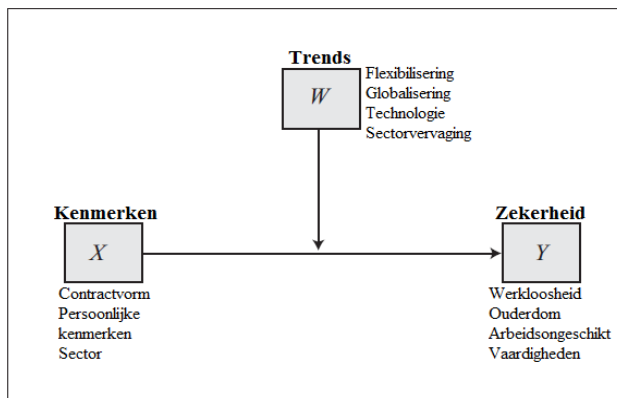 Trends
W
Flexibilisering
Globalisering
Technologie
Sectorvervaging
Kenmerken
X
Contractvorm
Persoonlijke
kenmerken
Sector
Zekerheid
Y
Werkloosheid
Ouderdom
Arbeidsongeschikt
Vaardigheden